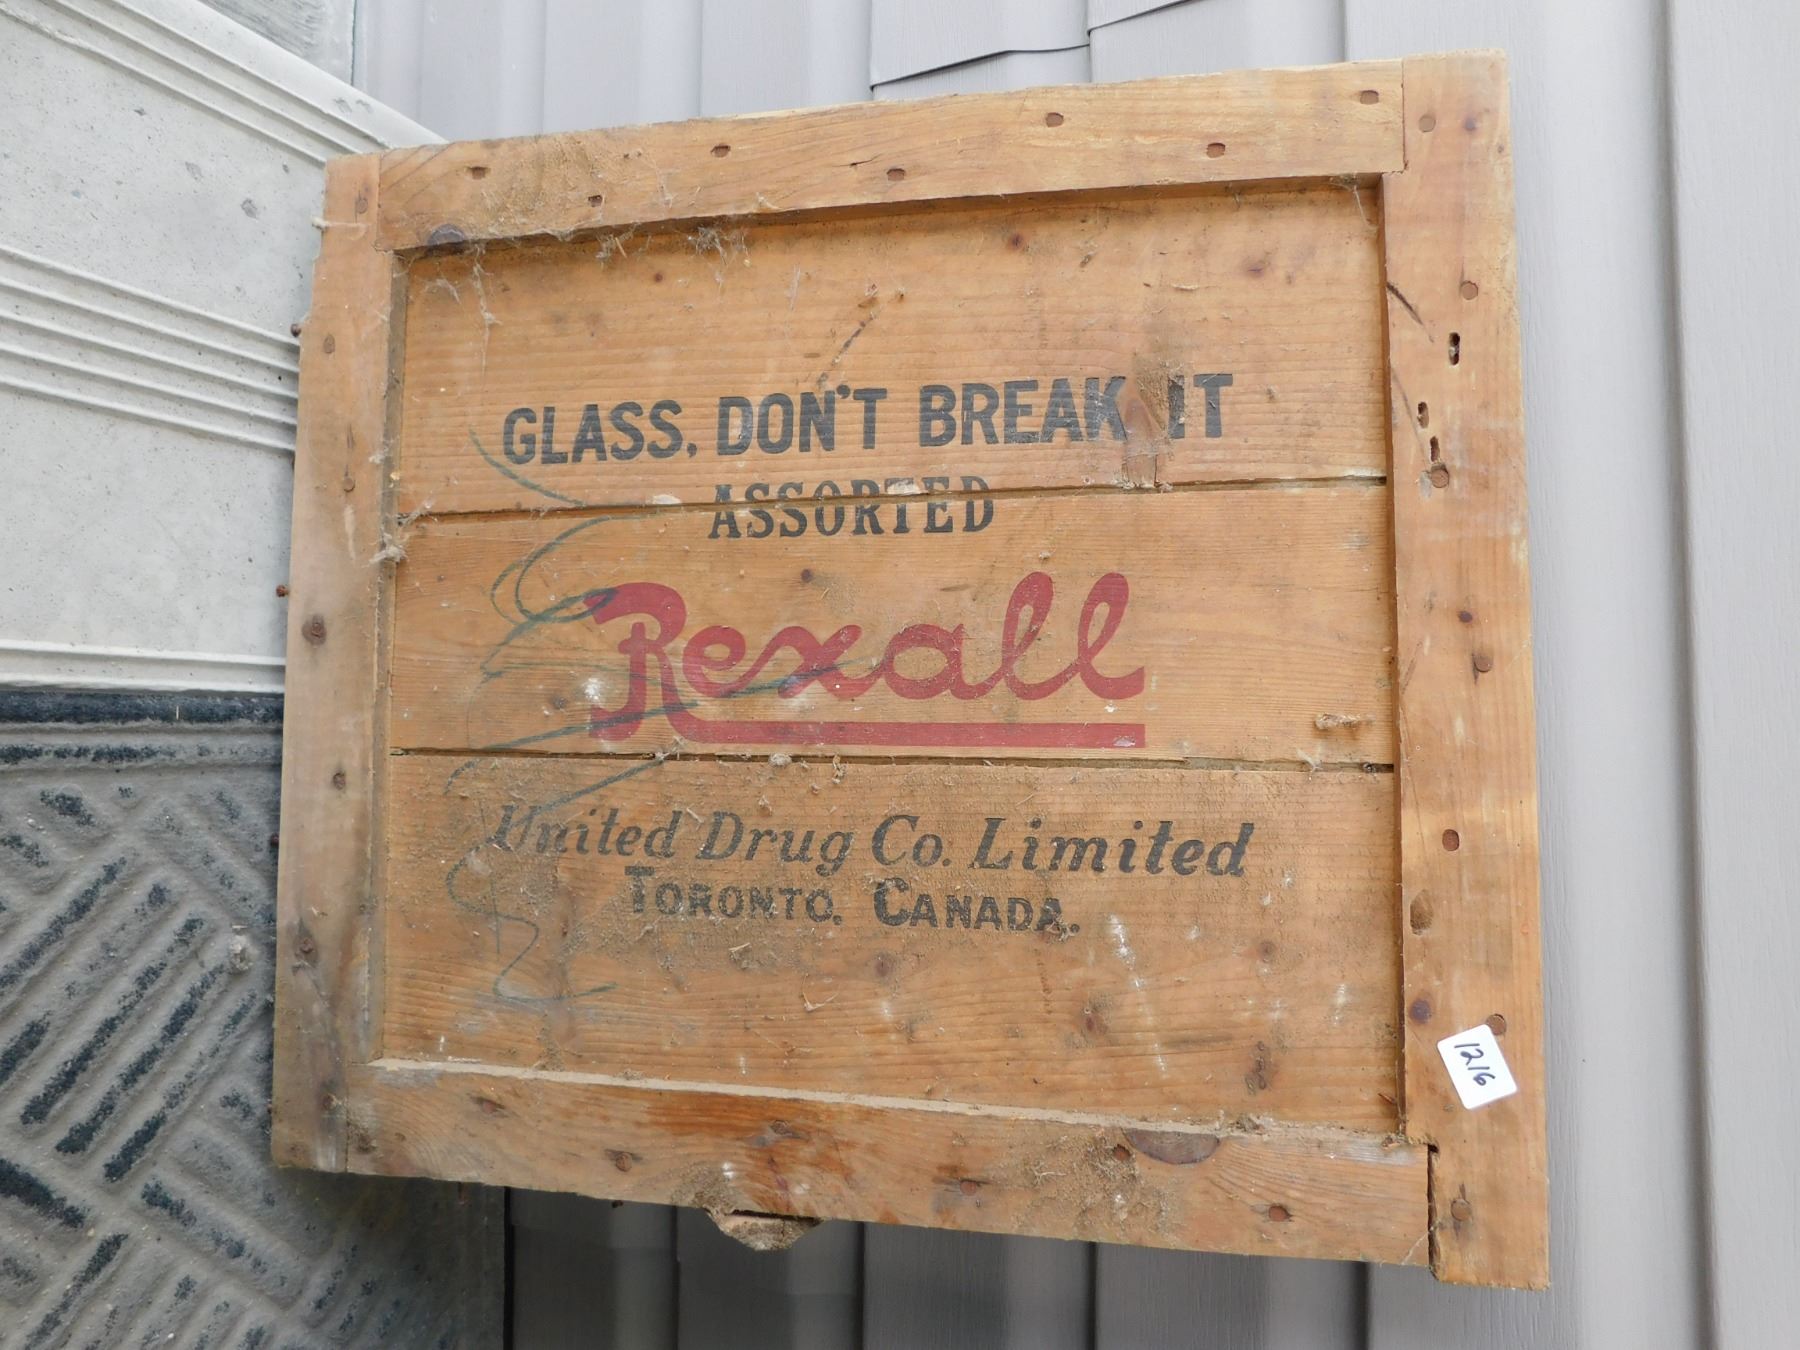 GLASS. DON'T BREAK IT
ASSORTED
Rexall
United Drug Co. Limited
TORONTO. CANADA.
1216